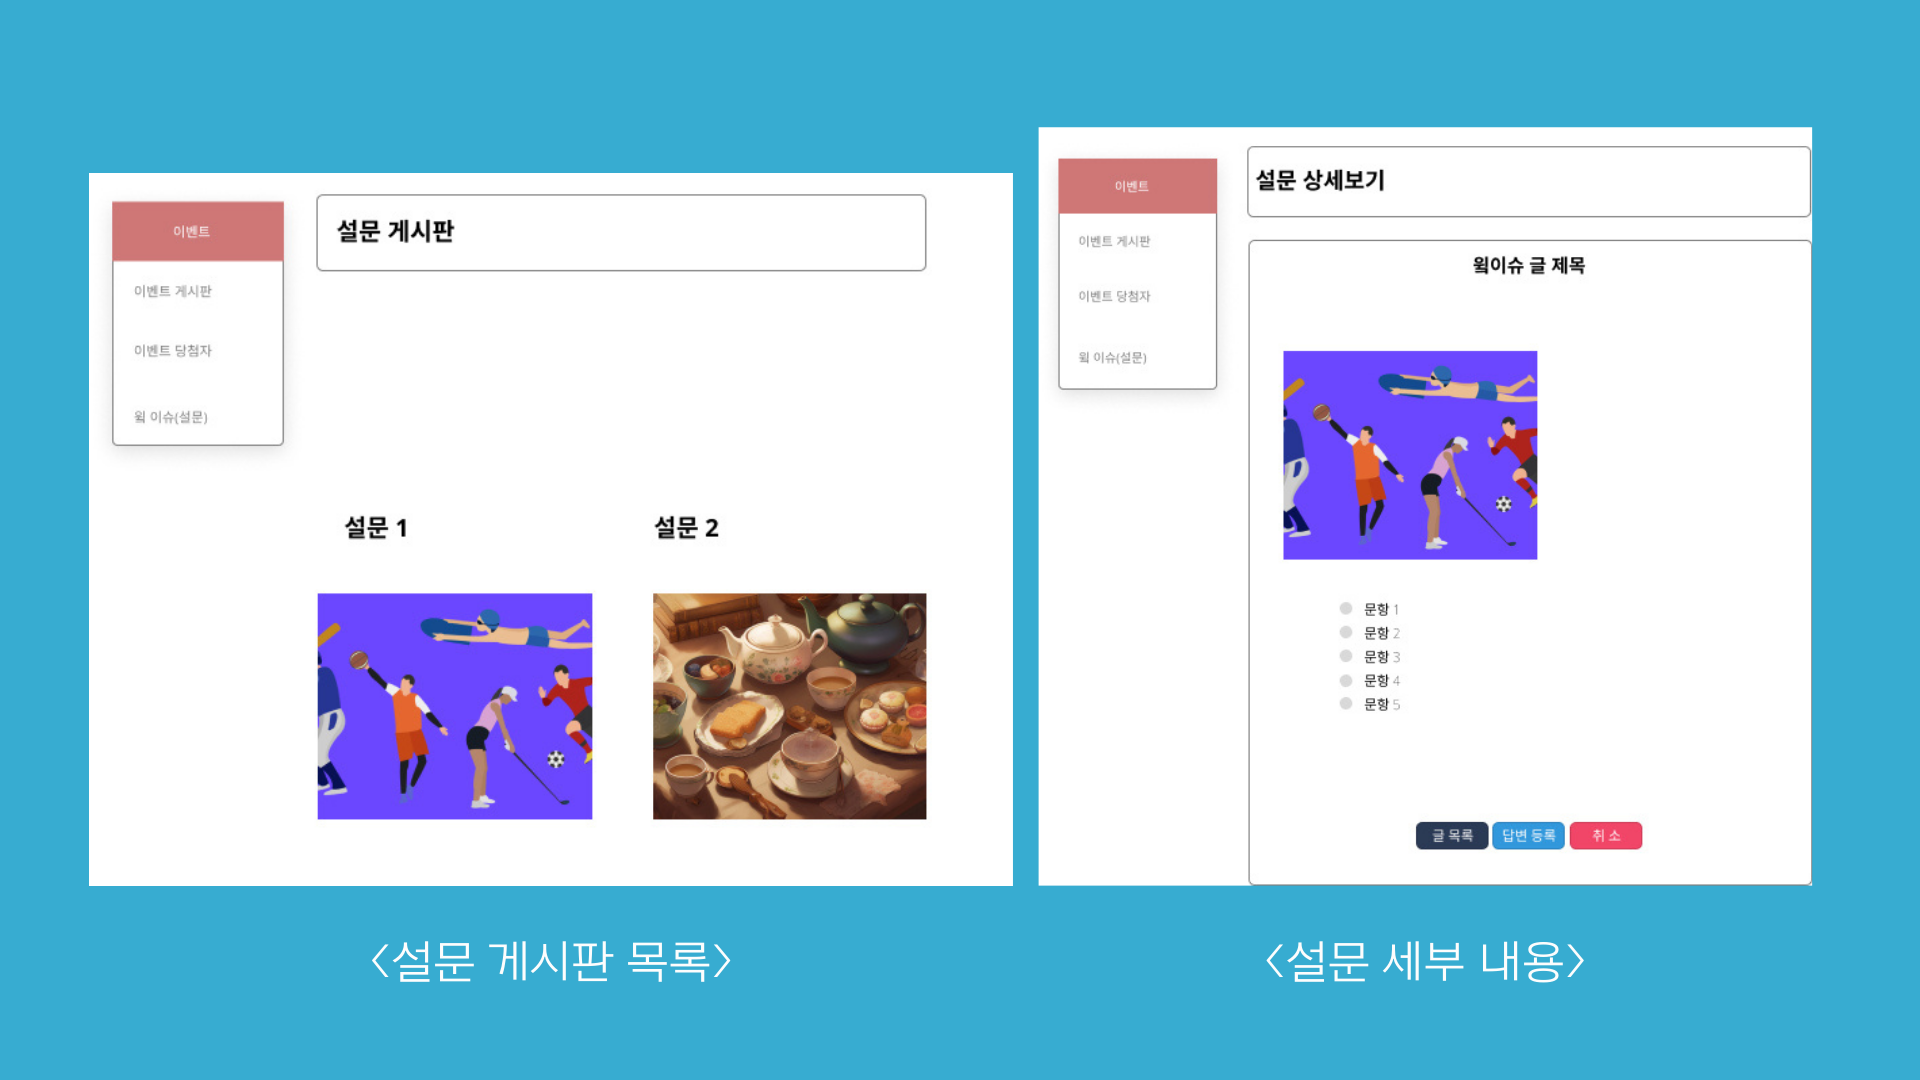 이벤트
이벤트 게시판
이벤트 당첨자
윅 이슈(설문)
설문 게시판
설문 1
설문 2
<설문 게시판 목록>
이벤트
이벤트 게시판
이벤트 당첨자
윅 이슈(설문)
설문 상세보기
윅이슈 글 제목
문항 1
문항 2
문항 3
문항 4
문항 5
글 목록
답변 등록
취 소
<설문 세부 내용>